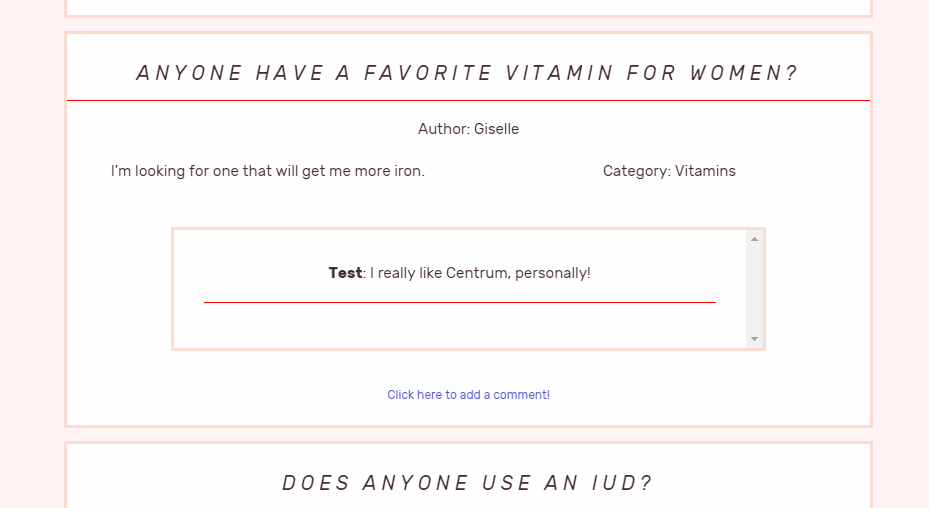 ANYONE HAVE A FAVORITE VITAMIN FOR WOMEN?
Author: Giselle
I'm looking for one that will get me more iron.
Category: Vitamins
Test: I really like Centrum, personally!
Click here to add a comment!
DOES ANYONE USE AN IUD?